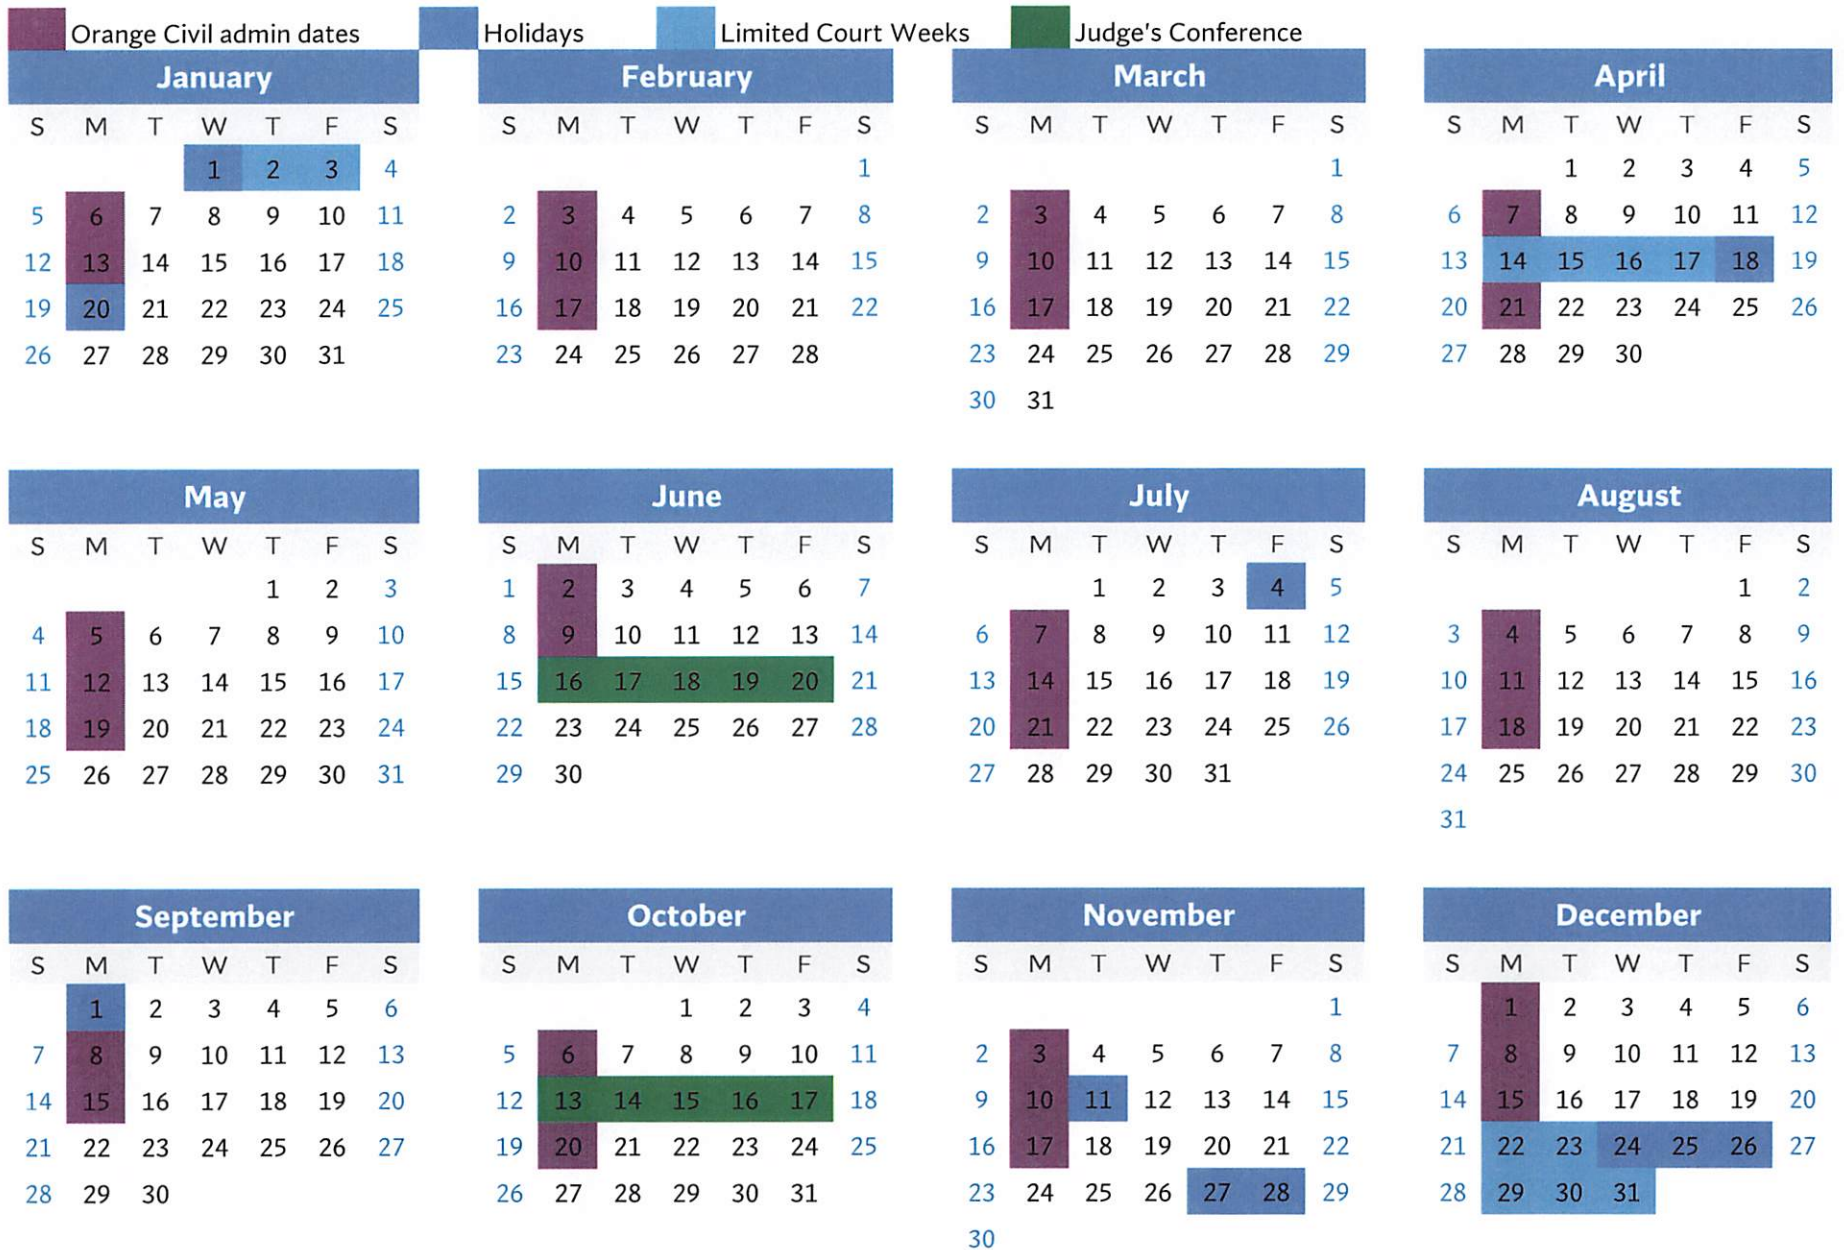 Orange Civil admin dates Holidays Limited Court Weeks Judge's Conference
January
S M T W T F S
1 2 3 4
5 6 7 8 9 10 11
12 13 14 15 16 17 18
19 20 21 22 23 24 25
26 27 28 29 30 31
February
S M T W T F S
1
2 3 4 5 6 7 8
9 10 11 12 13 14 15
16 17 18 19 20 21 22
23 24 25 26 27 28
March
S M T W T F S
1
2 3 4 5 6 7 8
9 10 11 12 13 14 15
16 17 18 19 20 21 22
23 24 25 26 27 28 29
30 31
April
S M T W T F S
1 2 3 4 5
6 7 8 9 10 11 12
13 14 15 16 17 18 19
20 21 22 23 24 25 26
27 28 29 30
May
S M T W T F S
1 2 3
4 5 6 7 8 9 10
11 12 13 14 15 16 17
18 19 20 21 22 23 24
25 26 27 28 29 30 31
June
S M T W T F S
1 2 3 4 5 6 7
8 9 10 11 12 13 14
15 16 17 18 19 20 21
22 23 24 25 26 27 28
29 30
July
S M T W T F S
1 2 3 4 5
6 7 8 9 10 11 12
13 14 15 16 17 18 19
20 21 22 23 24 25 26
27 28 29 30 31
August
S M T W T F S
1 2
3 4 5 6 7 8 9
10 11 12 13 14 15 16
17 18 19 20 21 22 23
24 25 26 27 28 29 30
31
September
S M T W T F S
1 2 3 4 5 6
7 8 9 10 11 12 13
14 15 16 17 18 19 20
21 22 23 24 25 26 27
28 29 30
October
S M T W T F S
1 2 3 4
5 6 7 8 9 10 11
12 13 14 15 16 17 18
19 20 21 22 23 24 25
26 27 28 29 30 31
November
S M T W T F S
1
2 3 4 5 6 7 8
9 10 11 12 13 14 15
16 17 18 19 20 21 22
23 24 25 26 27 28 29
30
December
S M T W T F S
1 2 3 4 5 6
7 8 9 10 11 12 13
14 15 16 17 18 19 20
21 22 23 24 25 26 27
28 29 30 31